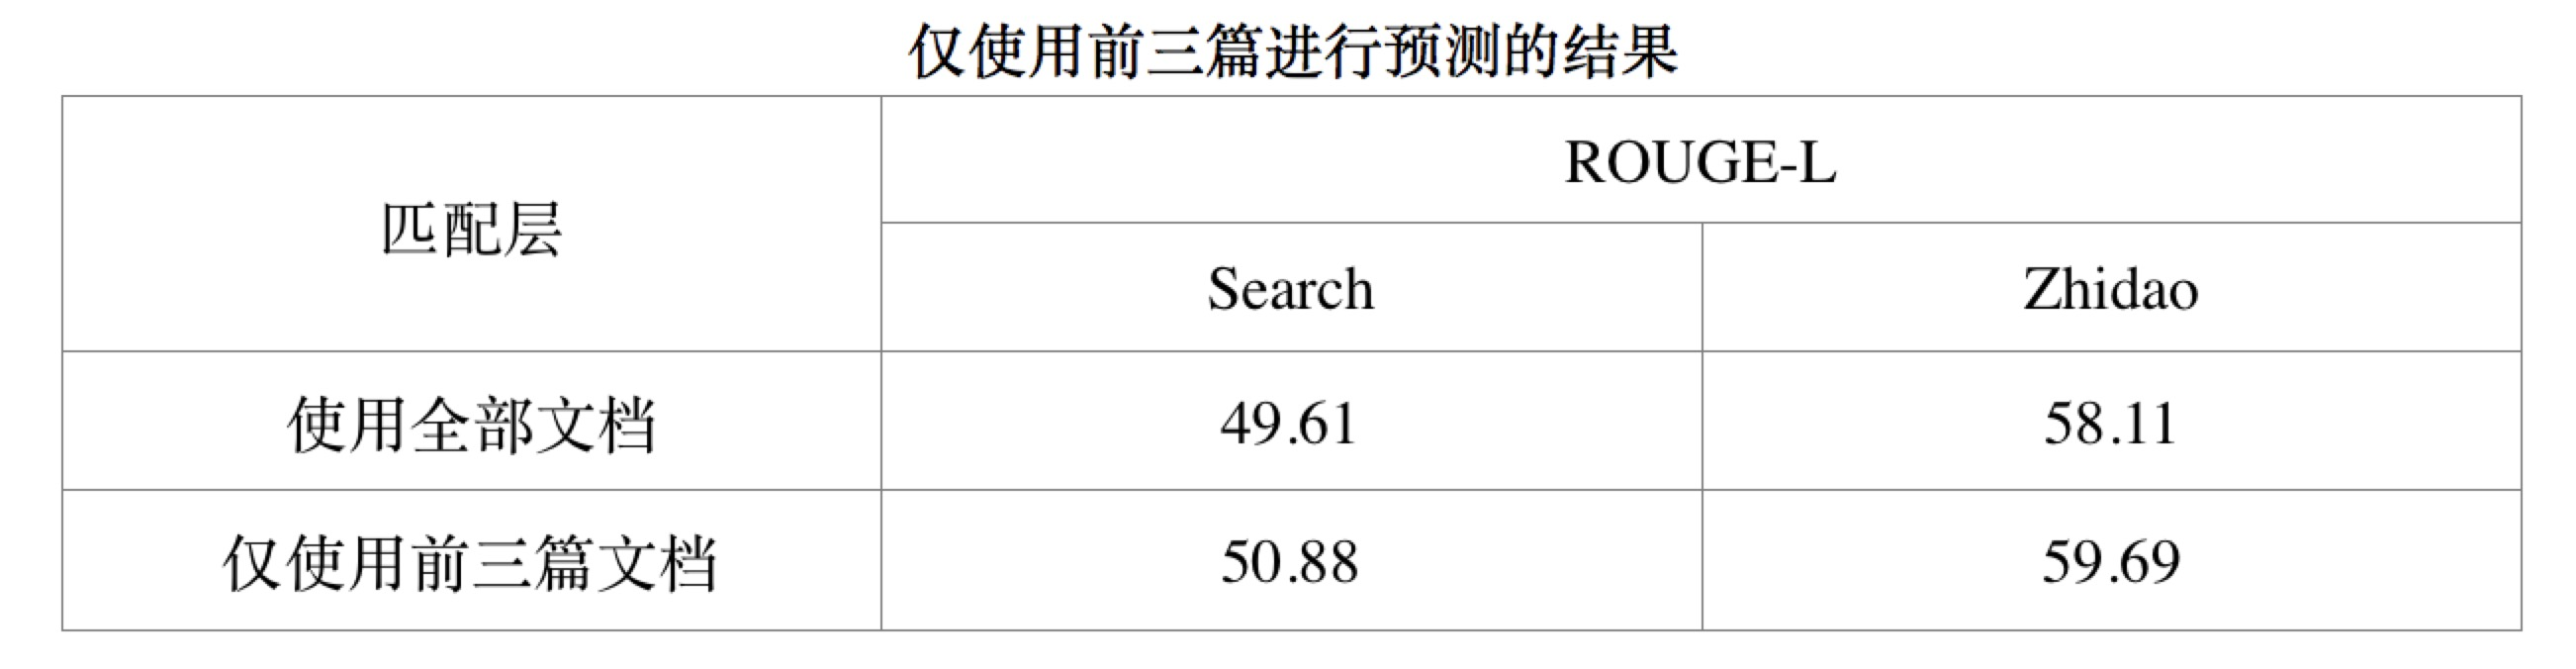 仅使用前三篇进行预测的结果
匹配层
ROUGE-L
Search Zhidao
使用全部文档 49.61 58.11
仅使用前三篇文档 50.88 59.69